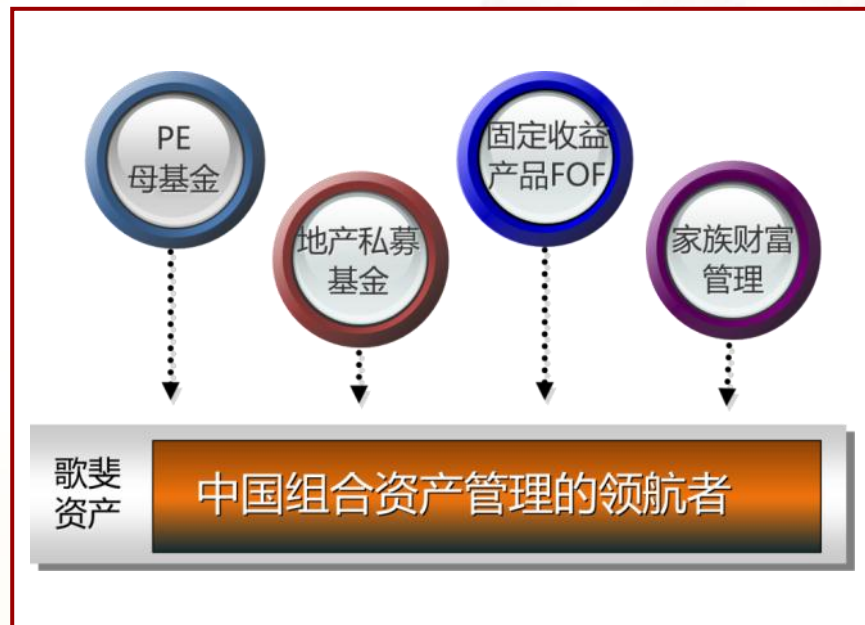 PE
母基金
地产私募
基金
固定收益
产品FOF
家族财富
管理
歌斐
资产
中国组合资产管理的领航者